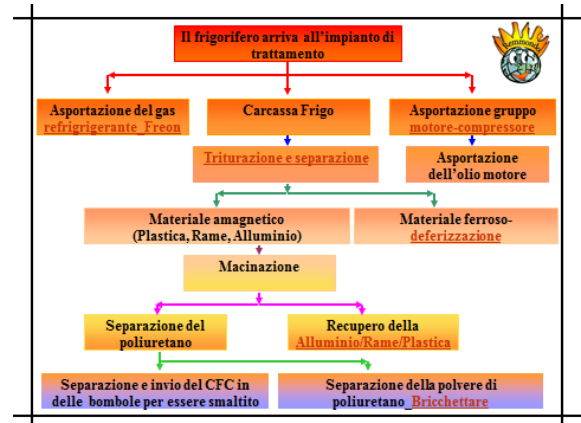 Il frigorifero arriva all'impianto di
trattamento
Remmondo
Asportazione del gas
refrigrigerante_Freon
Carcassa Frigo
Asportazione gruppo
motore-compressore
Triturazione e separazione
Asportazione
dell'olio motore
Materiale amagnetico
(Plastica, Rame, Alluminio)
Materiale ferroso-
deferizzazione
Macinazione
Separazione del
poliuretano
Recupero della
Alluminio/Rame/Plastica
Separazione e invio del CFC in
delle bombole per essere smaltito
Separazione della polvere di
poliuretano_Bricchettare